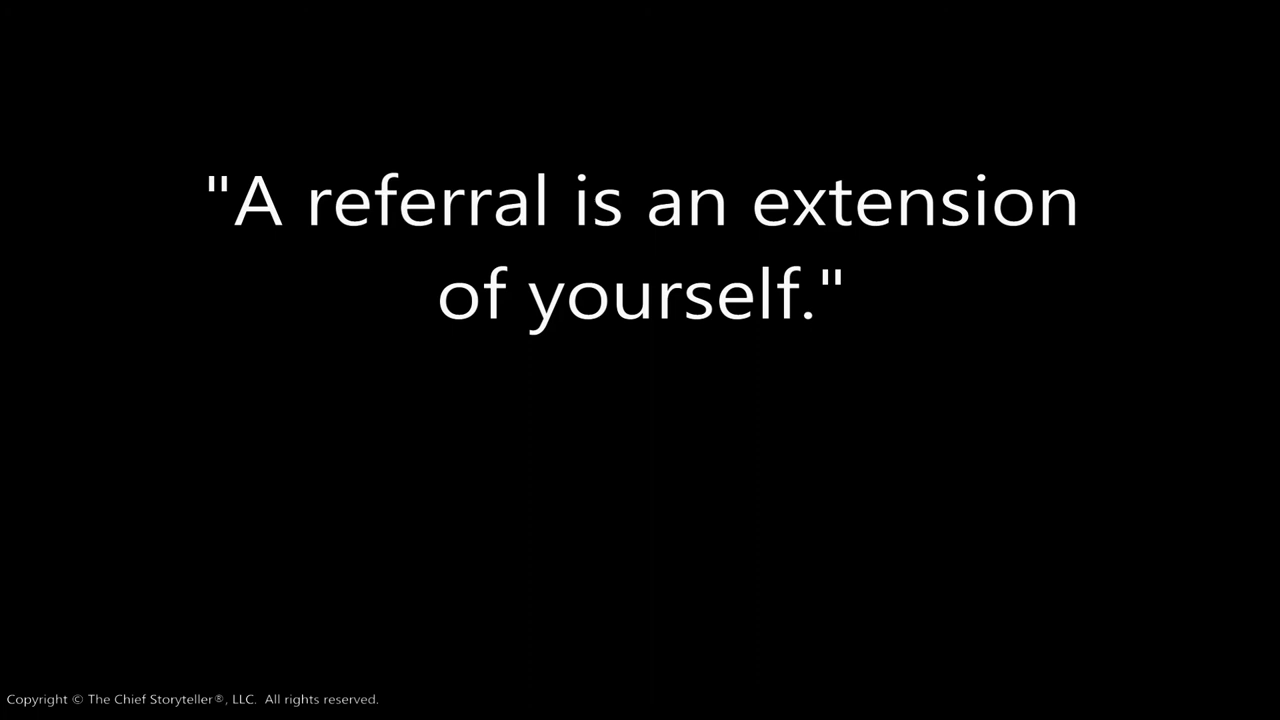 "A referral is an extension
of yourself."
Copyright © The Chief Storyteller®, LLC. All rights reserved.